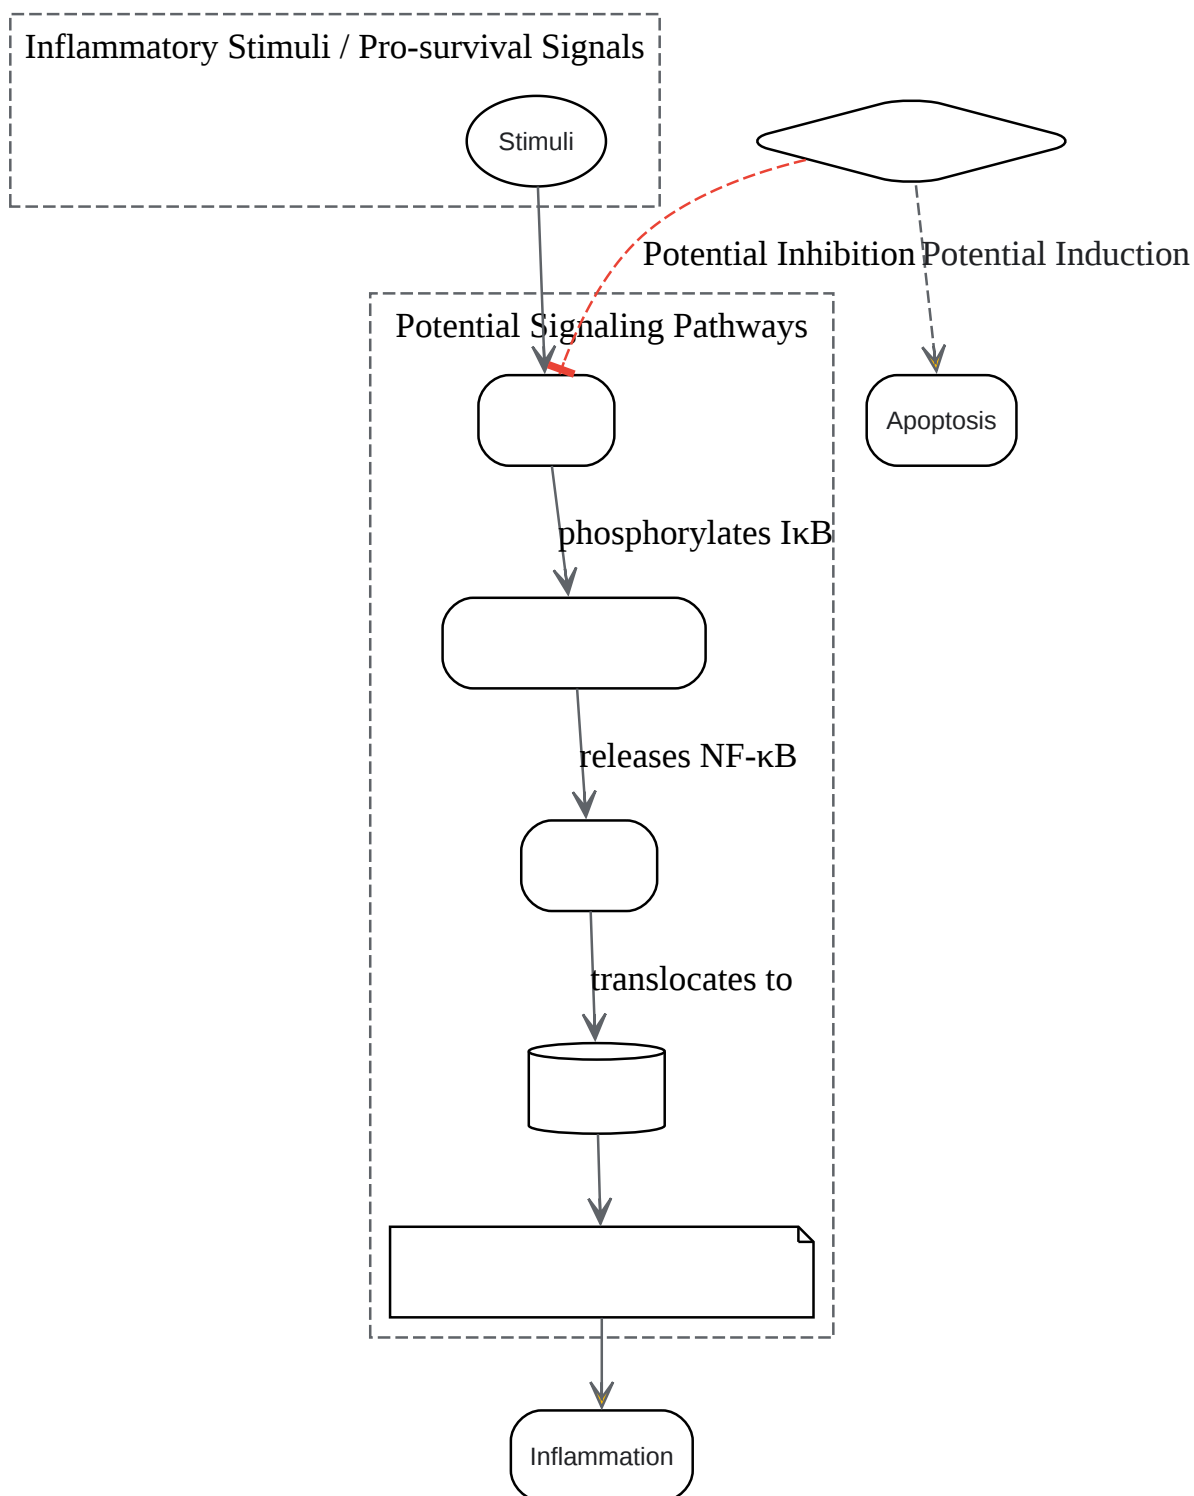 Inflammatory Stimuli / Pro-survival Signals
Stimuli
Potential Inhibition
Potential Induction
Potential Signaling Pathways
Apoptosis
phosphorylates IκB
releases NF-κB
translocates to
Inflammation